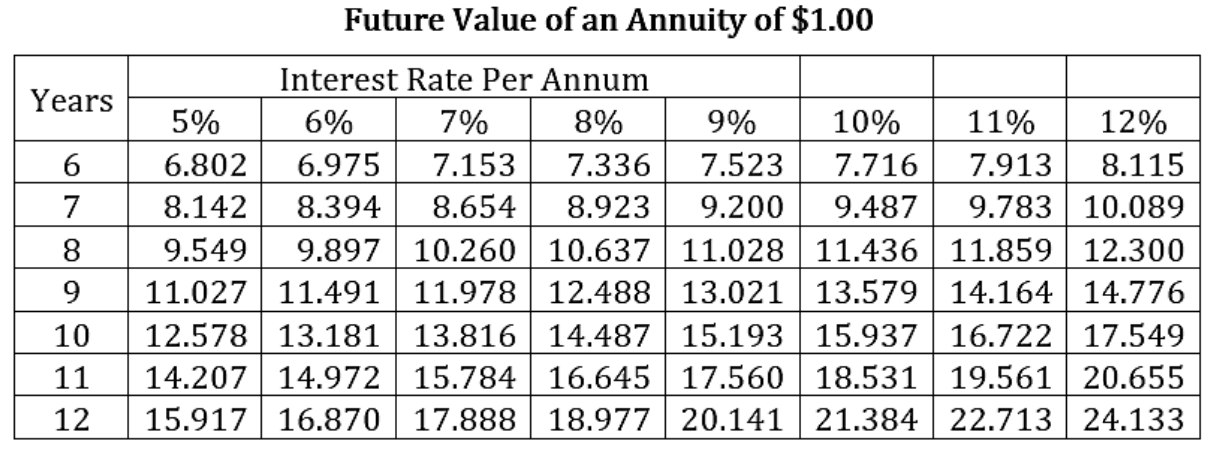 Future Value of an Annuity of $1.00
Years Interest Rate Per Annum
5% 6% 7% 8% 9% 10% 11% 12%
6 6.802 6.975 7.153 7.336 7.523 7.716 7.913 8.115
7 8.142 8.394 8.654 8.923 9.200 9.487 9.783 10.089
8 9.549 9.897 10.260 10.637 11.028 11.436 11.859 12.300
9 11.027 11.491 11.978 12.488 13.021 13.579 14.164 14.776
10 12.578 13.181 13.816 14.487 15.193 15.937 16.722 17.549
11 14.207 14.972 15.784 16.645 17.560 18.531 19.561 20.655
12 15.917 16.870 17.888 18.977 20.141 21.384 22.713 24.133